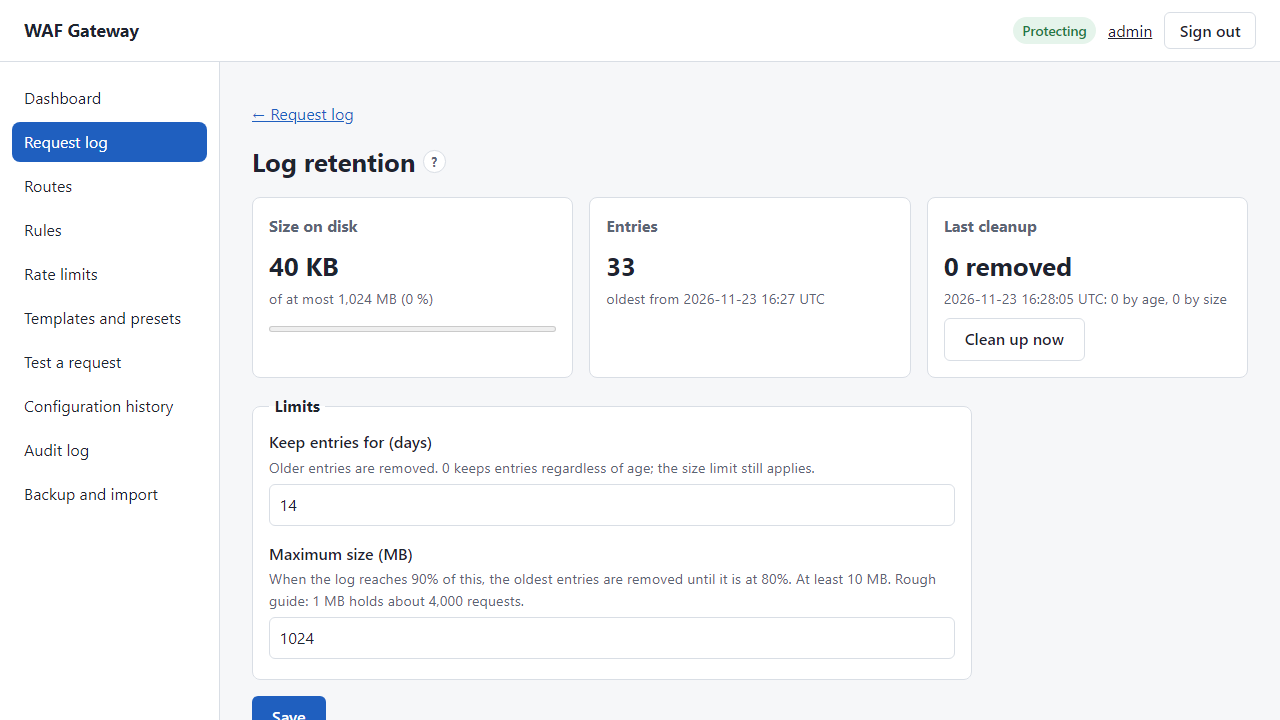 WAF Gateway
Protecting
admin
Sign out
Dashboard
Request log
Routes
Rules
Rate limits
Templates and presets
Test a request
Configuration history
Audit log
Backup and import
← Request log
Log retention ?
Size on disk
40 KB
of at most 1,024 MB (0 %)
Entries
33
oldest from 2026-11-23 16:27 UTC
Last cleanup
0 removed
2026-11-23 16:28:05 UTC: 0 by age, 0 by size
Clean up now
Limits
Keep entries for (days)
Older entries are removed. 0 keeps entries regardless of age; the size limit still applies.
14
Maximum size (MB)
When the log reaches 90% of this, the oldest entries are removed until it is at 80%. At least 10 MB. Rough
guide: 1 MB holds about 4,000 requests.
1024
Save